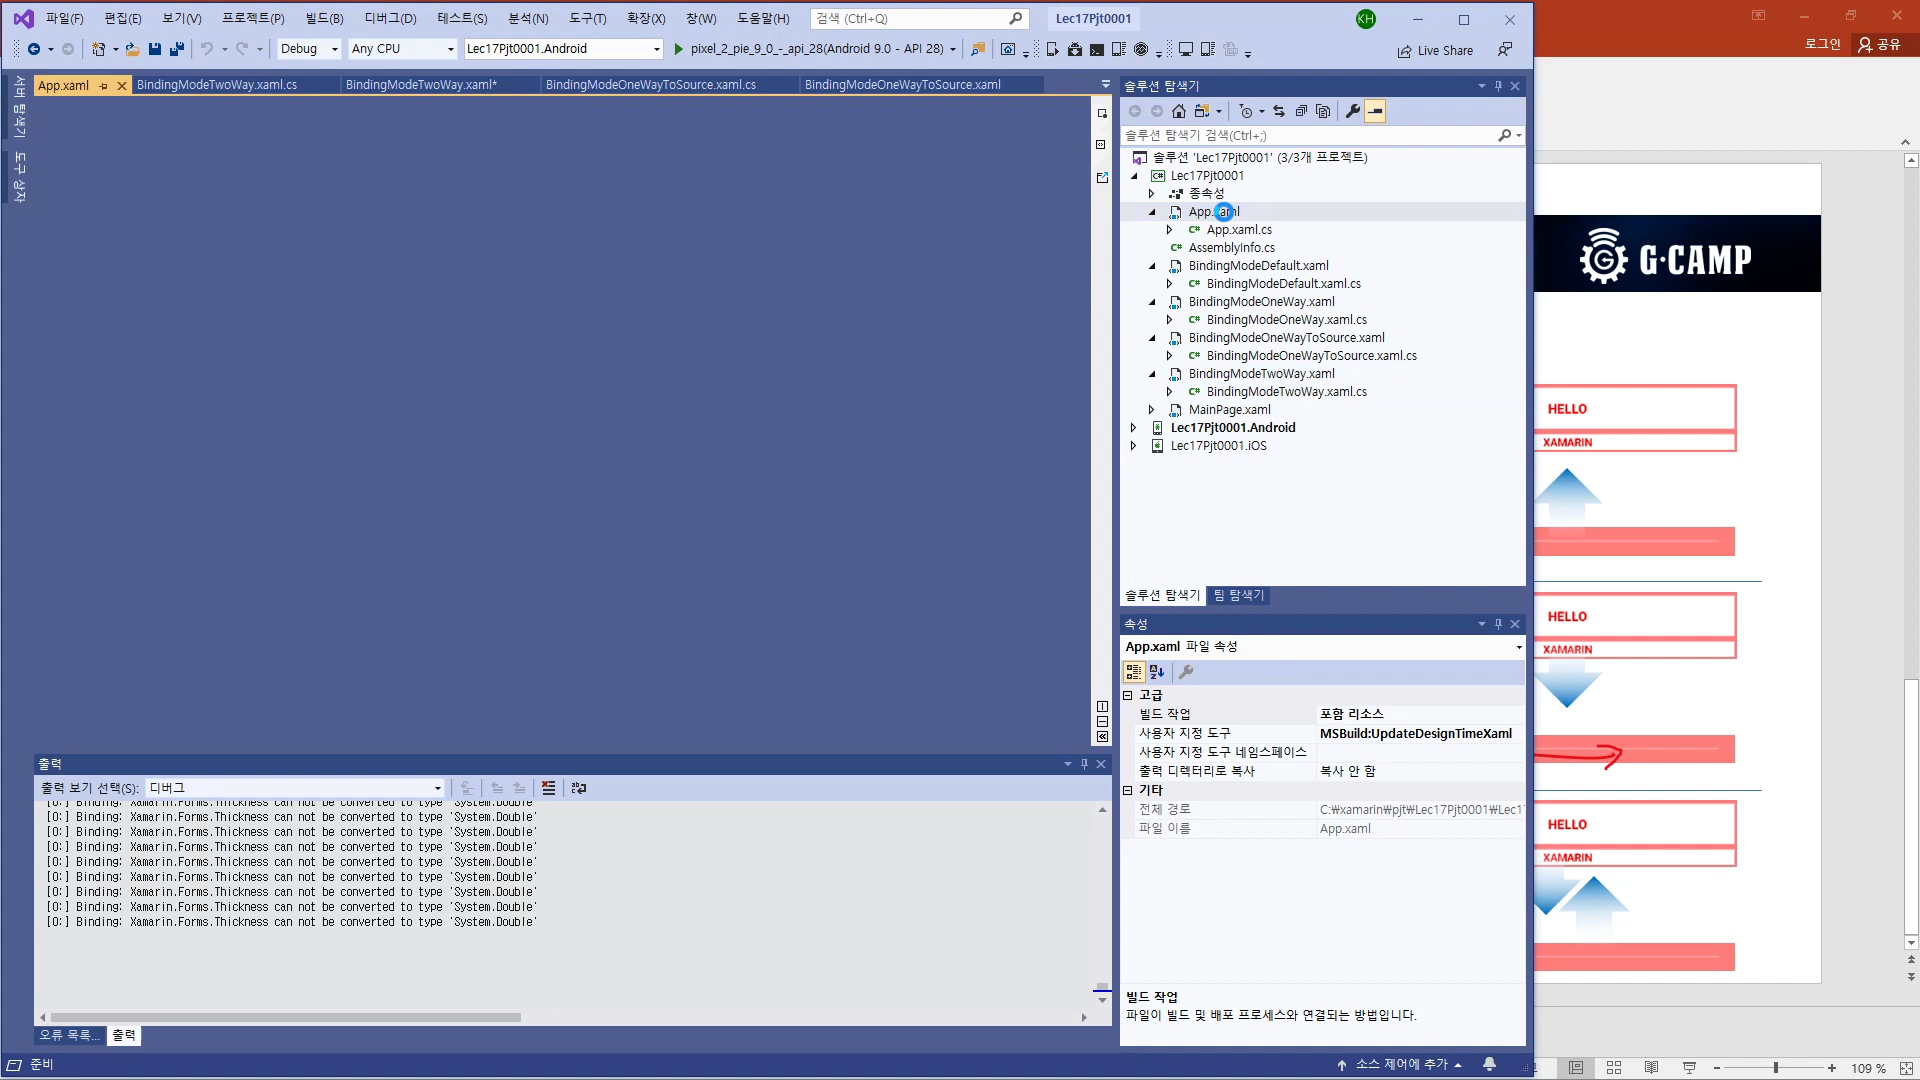 파일(F) 편집(E) 보기(V) 프로젝트(P) 빌드(B) 디버그(D) 테스트(S) 분석(N) 도구(T) 확장(X) 창(W) 도움말(H) 검색 (Ctrl+Q) Lec17Pjt0001 KH
로그인 공유
Debug Any CPU Lec17Pjt0001.Android pixel_2_pie_9_0_-_api_28(Android 9.0 - API 28) Live Share
App.xaml BindingModeTwoWay.xaml.cs BindingModeTwoWay.xaml* BindingModeOneWayToSource.xaml.cs BindingModeOneWayToSource.xaml
서버 탐색기
도구 상자
솔루션 탐색기
솔루션 탐색기 검색(Ctrl+;)
솔루션 'Lec17Pjt0001' (3/3개 프로젝트)
Lec17Pjt0001
종속성
App.xaml
App.xaml.cs
AssemblyInfo.cs
BindingModeDefault.xaml
BindingModeDefault.xaml.cs
BindingModeOneWay.xaml
BindingModeOneWay.xaml.cs
BindingModeOneWayToSource.xaml
BindingModeOneWayToSource.xaml.cs
BindingModeTwoWay.xaml
BindingModeTwoWay.xaml.cs
MainPage.xaml
Lec17Pjt0001.Android
Lec17Pjt0001.iOS
솔루션 탐색기 팀 탐색기
속성
App.xaml 파일 속성
고급
빌드 작업 포함 리소스
사용자 지정 도구 MSBuild:UpdateDesignTimeXaml
사용자 지정 도구 네임스페이스
출력 디렉터리로 복사 복사 안 함
기타
전체 경로 C:\xamarin\pjt\Lec17Pjt0001\Lec1
파일 이름 App.xaml
빌드 작업
파일이 빌드 및 배포 프로세스와 연결되는 방법입니다.
출력
출력 보기 선택(S): 디버그
[0:] Binding: Xamarin.Forms.Thickness can not be converted to type 'System.Double'
[0:] Binding: Xamarin.Forms.Thickness can not be converted to type 'System.Double'
[0:] Binding: Xamarin.Forms.Thickness can not be converted to type 'System.Double'
[0:] Binding: Xamarin.Forms.Thickness can not be converted to type 'System.Double'
[0:] Binding: Xamarin.Forms.Thickness can not be converted to type 'System.Double'
[0:] Binding: Xamarin.Forms.Thickness can not be converted to type 'System.Double'
[0:] Binding: Xamarin.Forms.Thickness can not be converted to type 'System.Double'
[0:] Binding: Xamarin.Forms.Thickness can not be converted to type 'System.Double'
[0:] Binding: Xamarin.Forms.Thickness can not be converted to type 'System.Double'
오류 목록... 출력
준비 소스 제어에 추가
G·CAMP
HELLO
XAMARIN
HELLO
XAMARIN
HELLO
XAMARIN
109 %